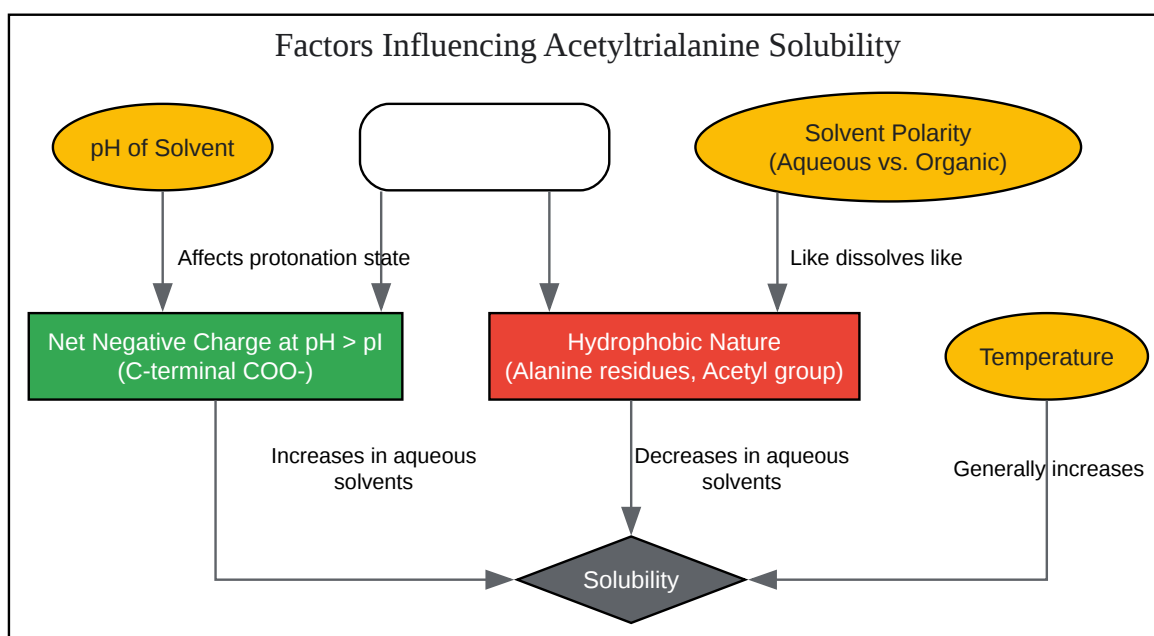 Factors Influencing Acetyltrialanine Solubility
pH of Solvent
Solvent Polarity
(Aqueous vs. Organic)
Affects protonation state
Like dissolves like
Net Negative Charge at pH > pI
(C-terminal COO-)
Hydrophobic Nature
(Alanine residues, Acetyl group)
Temperature
Increases in aqueous
solvents
Decreases in aqueous
solvents
Generally increases
Solubility